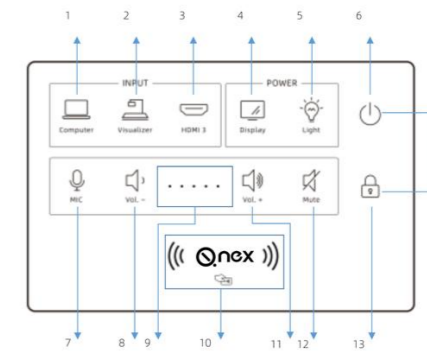 1 2 3 4 5 6
INPUT POWER
Computer Visualizer HDMI 3 Display Light
MIC Vol. - Vol. + Mute
Qnex
7 8 9 10 11 12 13